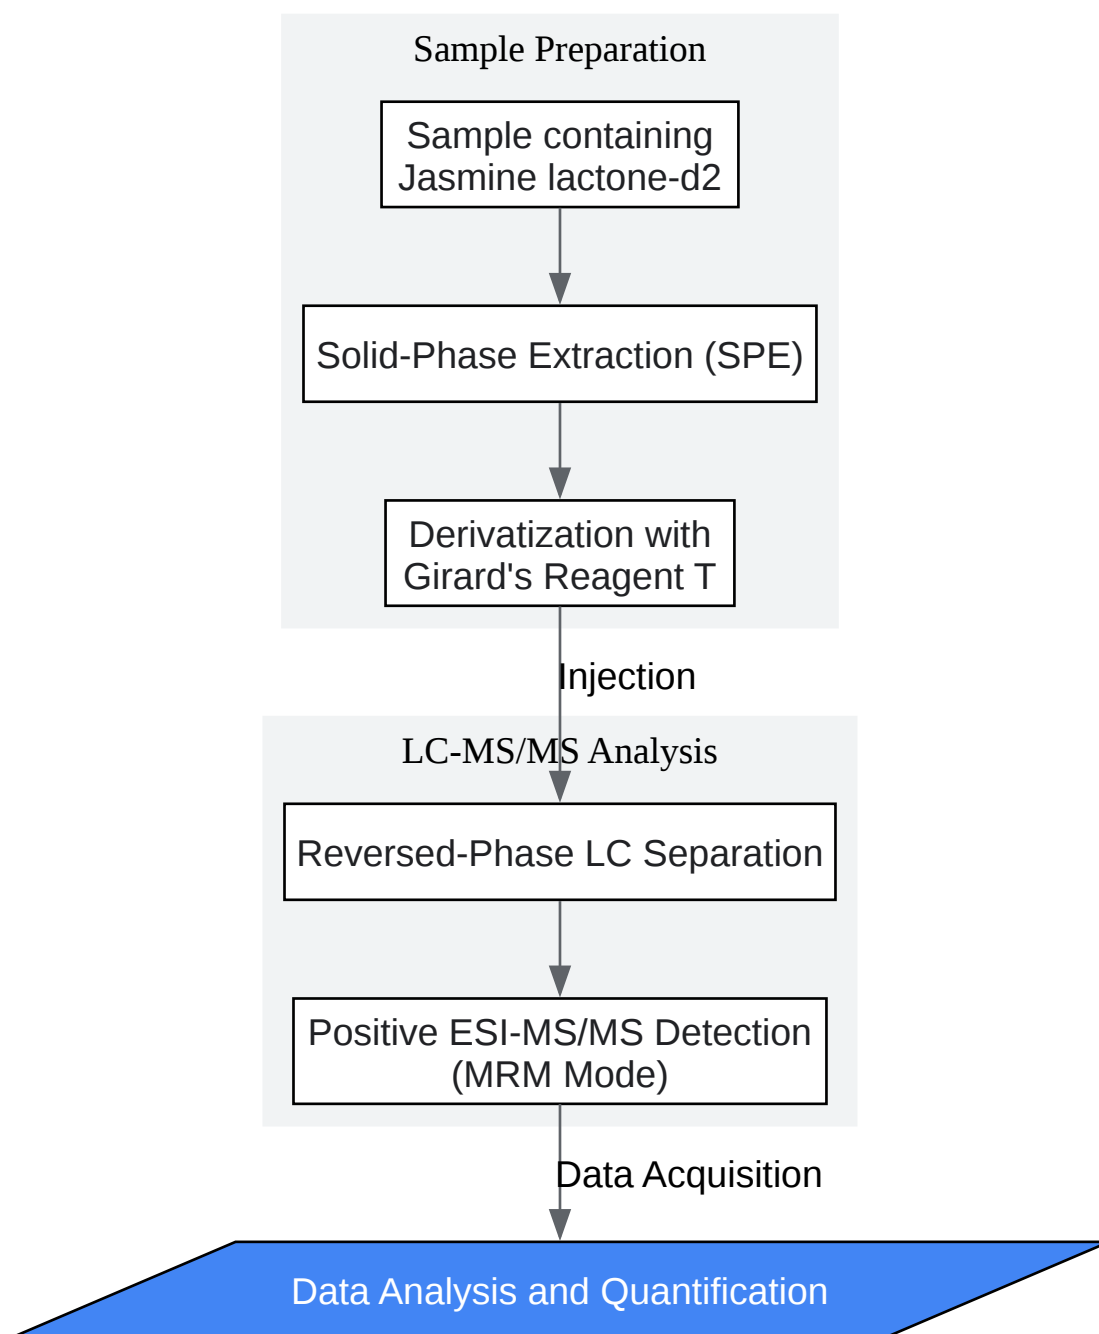 Sample Preparation
Sample containing
Jasmine lactone-d2
Solid-Phase Extraction (SPE)
Derivatization with
Girard's Reagent T
Injection
LC-MS/MS Analysis
Reversed-Phase LC Separation
Positive ESI-MS/MS Detection
(MRM Mode)
Data Acquisition
Data Analysis and Quantification